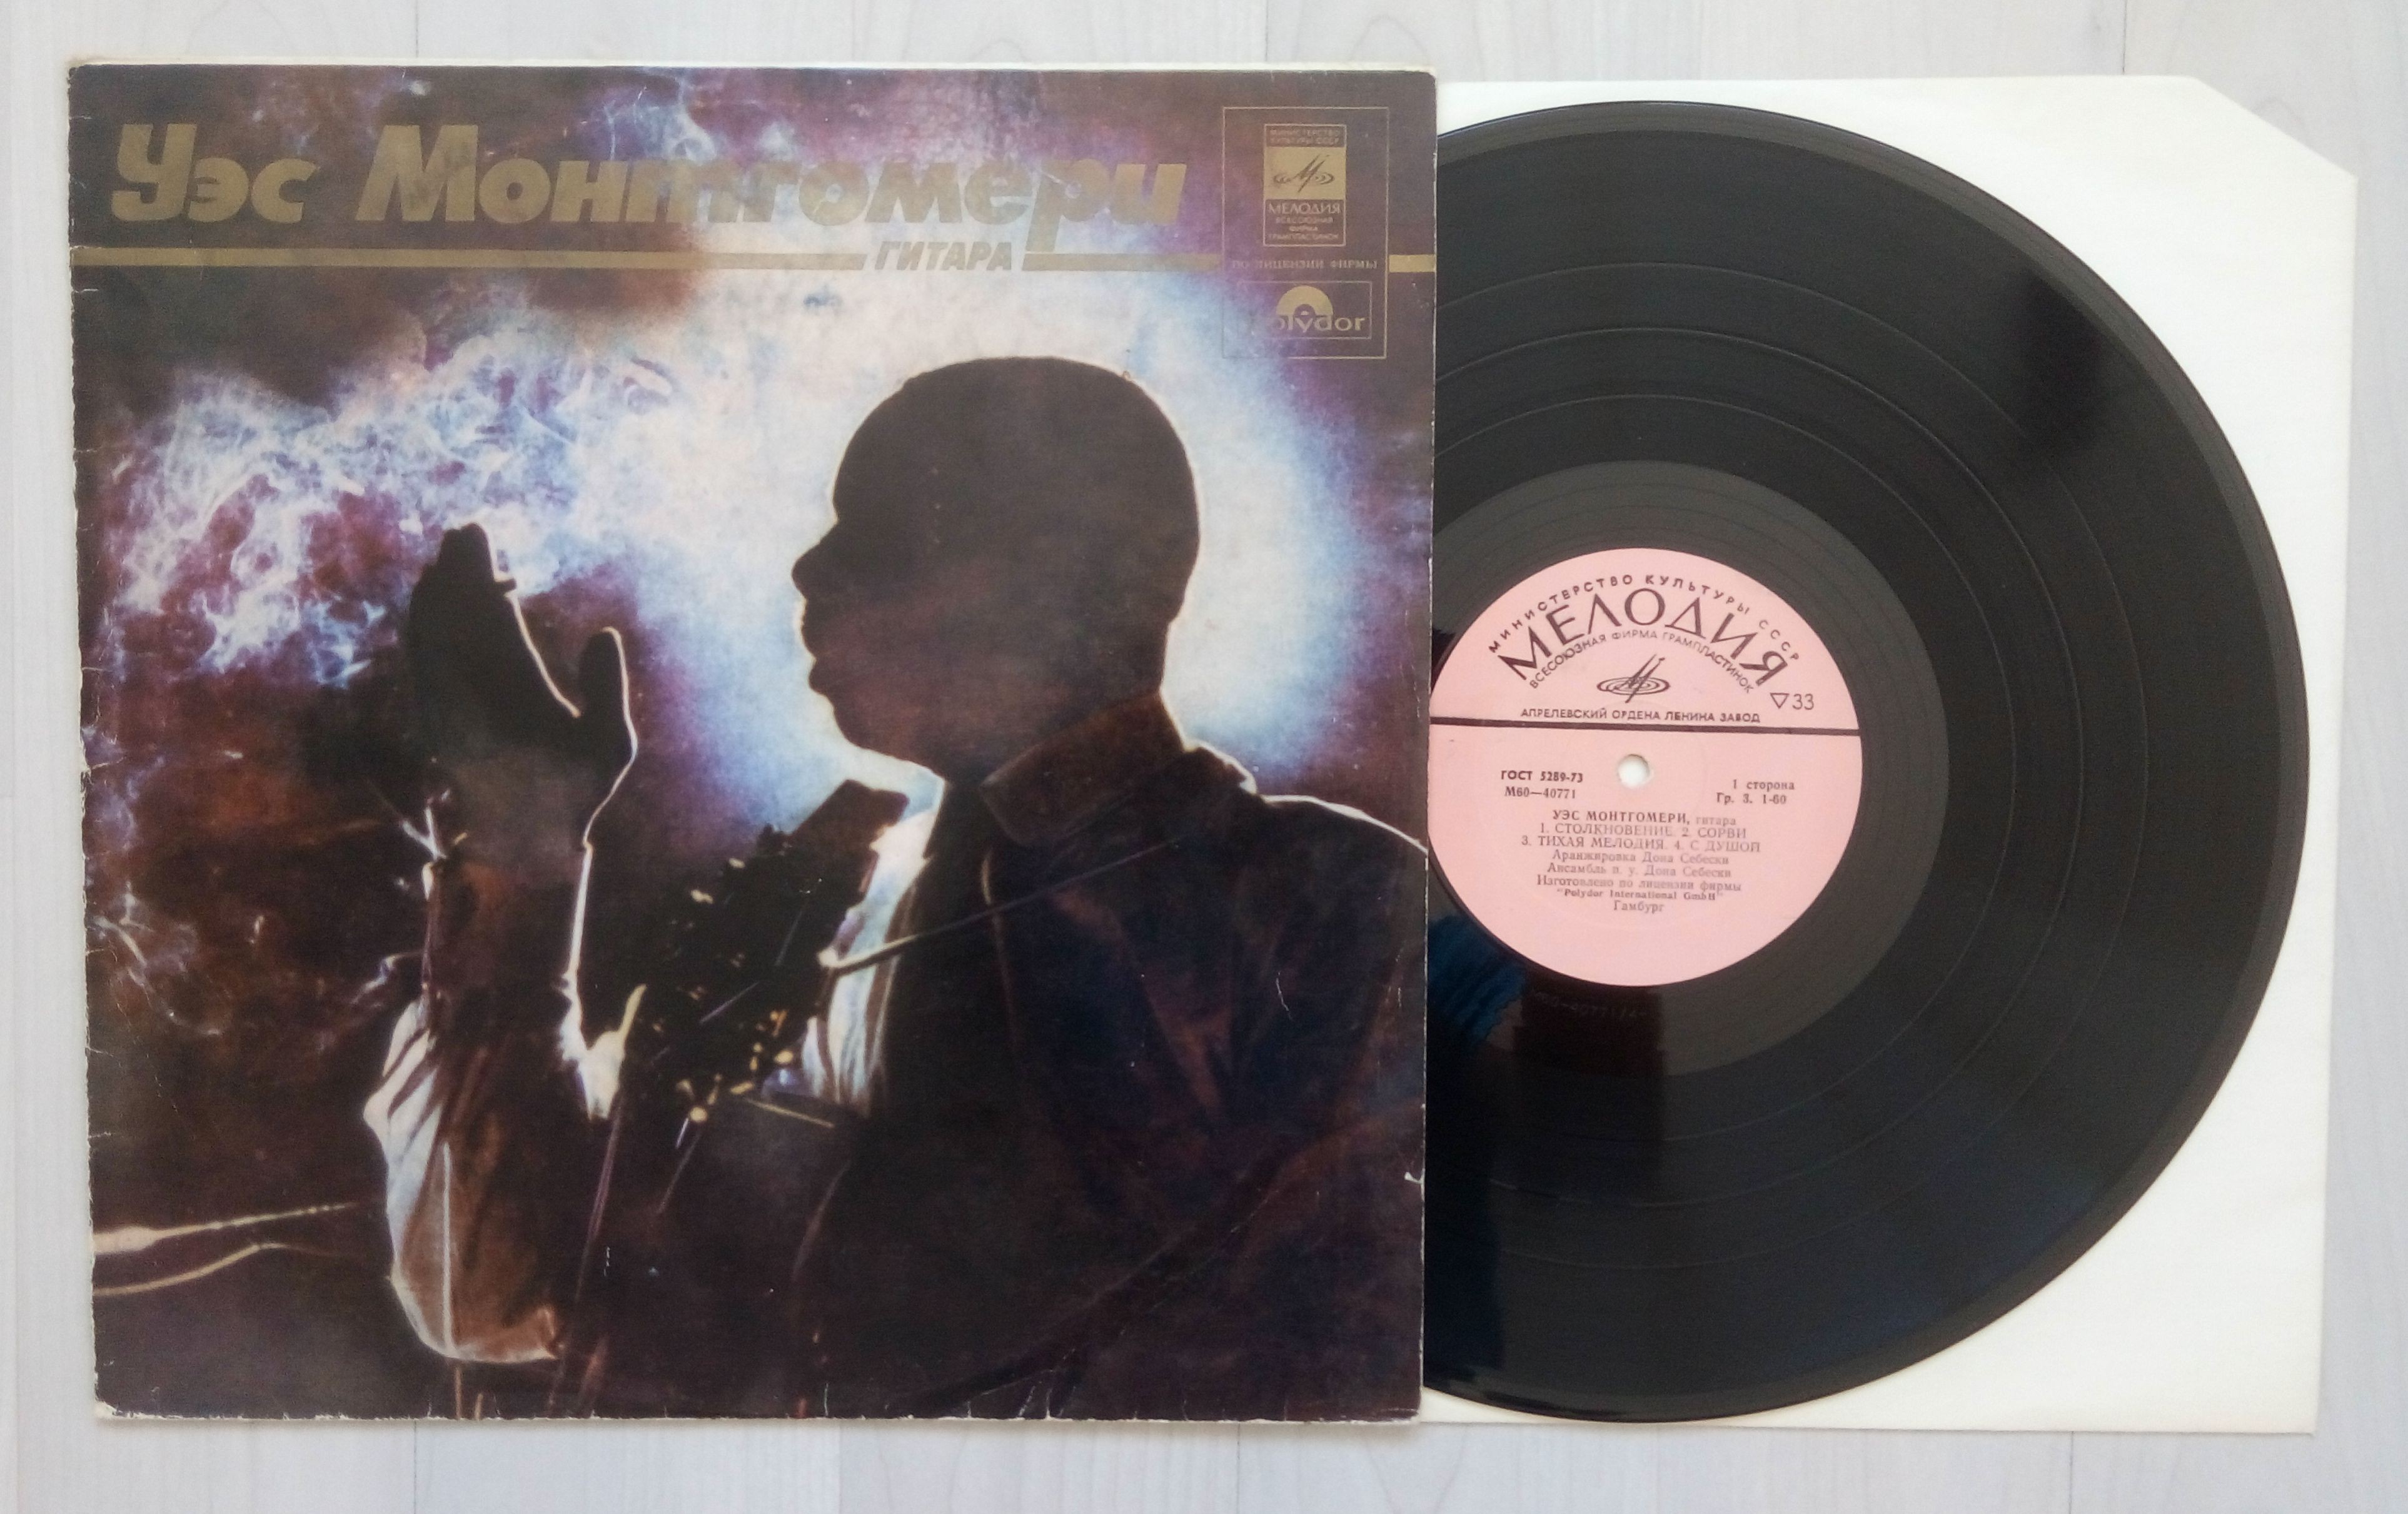 Уэс Монтгомери
ГИТАРА
МИНИСТЕРСТВО
КУЛЬТУРЫ СССР
МЕЛОДИЯ
ВСЕСОЮЗНАЯ
ФИРМА
ГРАМПЛАСТИНОК
ПО ЛИЦЕНЗИИ ФИРМЫ
Polydor
МИНИСТЕРСТВО КУЛЬТУРЫ СССР
МЕЛОДИЯ
ВСЕСОЮЗНАЯ ФИРМА ГРАМПЛАСТИНОК
▽33
АПРЕЛЕВСКИЙ ОРДЕНА ЛЕНИНА ЗАВОД
ГОСТ 5289-73
М60—40771
1 сторона
Гр. 3. 1-60
УЭС МОНТГОМЕРИ, гитара
1. СТОЛКНОВЕНИЕ. 2. СОРВИ
3. ТИХАЯ МЕЛОДИЯ. 4. С ДУШОЙ
Аранжировка Дона Себески
Ансамбль п. у. Дона Себески
Изготовлено по лицензии фирмы
"Polydor International GmbH"
Гамбург